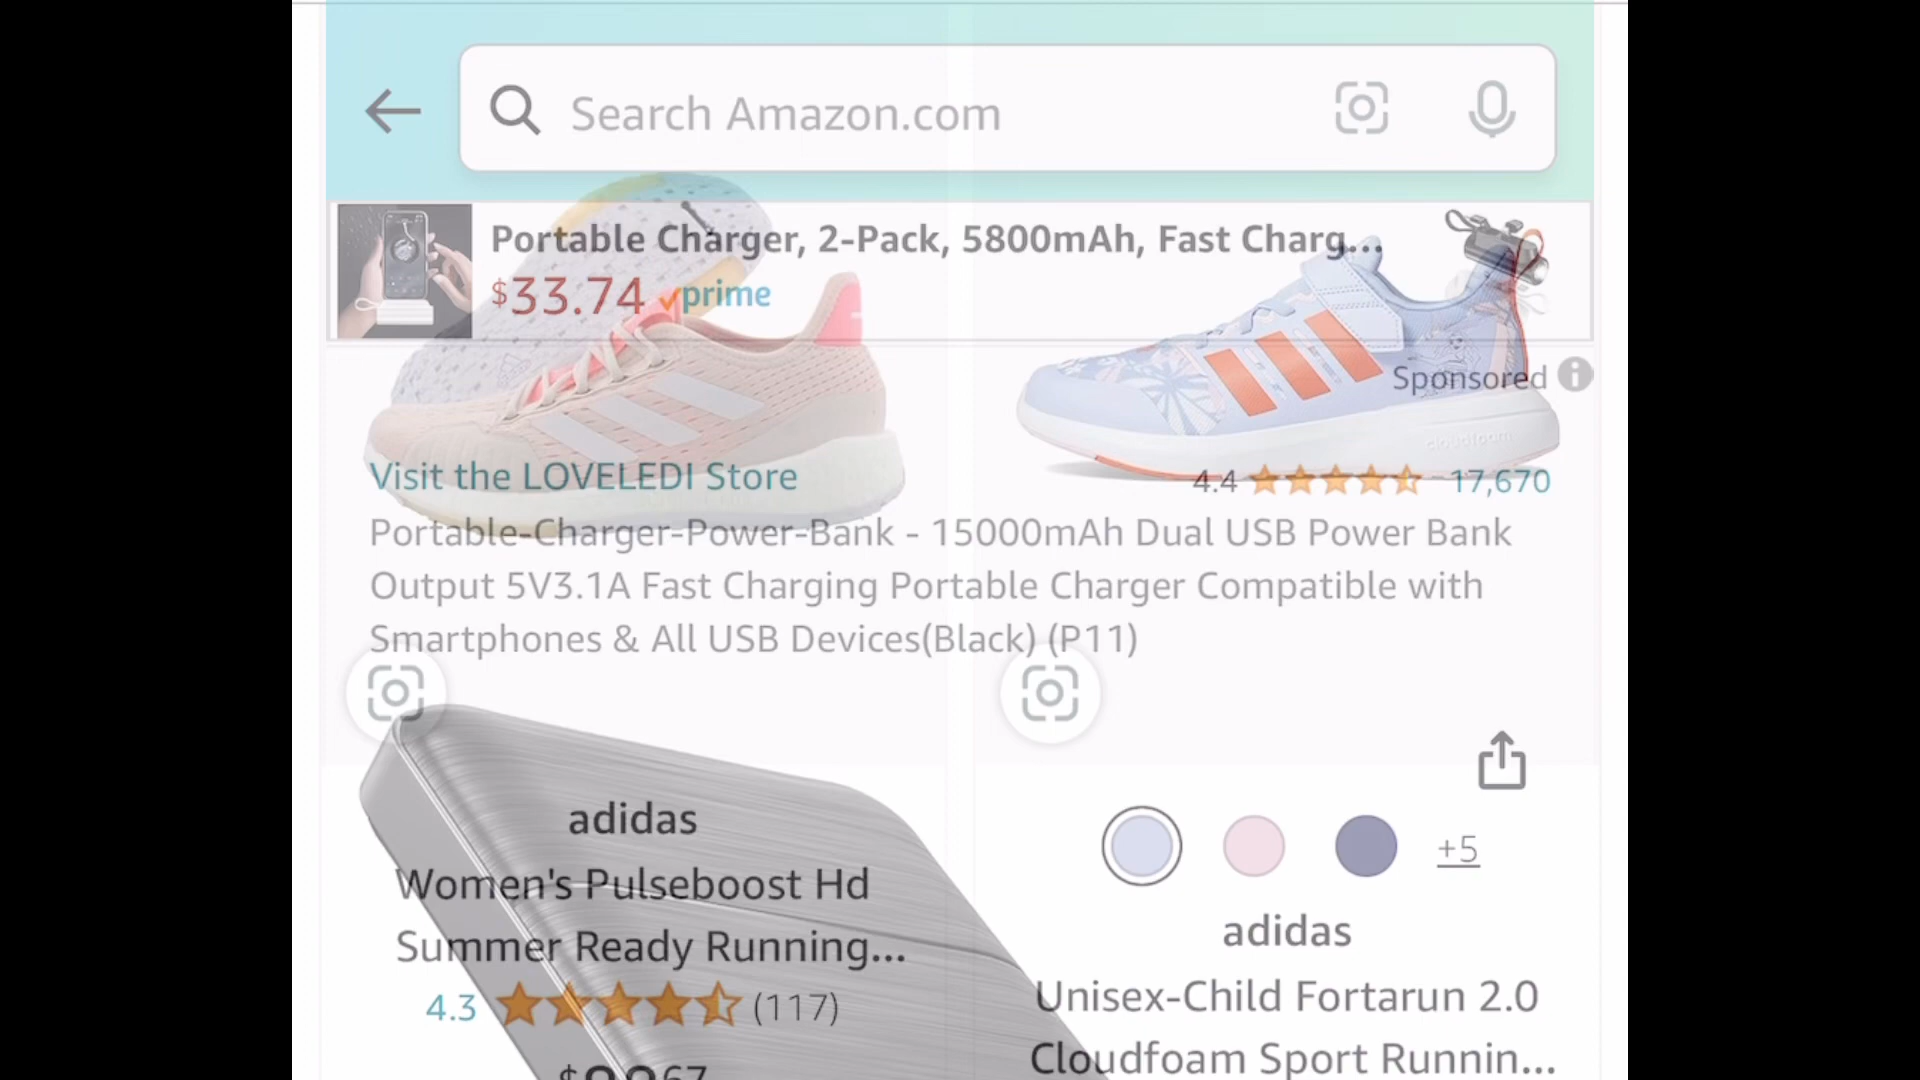 Search Amazon.com
Portable Charger, 2-Pack, 5800mAh, Fast Charg...
$33.74 prime
Sponsored
Visit the LOVELEDI Store
4.4 17,670
Portable-Charger-Power-Bank - 15000mAh Dual USB Power Bank
Output 5V3.1A Fast Charging Portable Charger Compatible with
Smartphones & All USB Devices(Black) (P11)
cloudfoam
adidas
Women's Pulseboost Hd
Summer Ready Running...
4.3 (117)
+5
adidas
Unisex-Child Fortarun 2.0
Cloudfoam Sport Runnin...